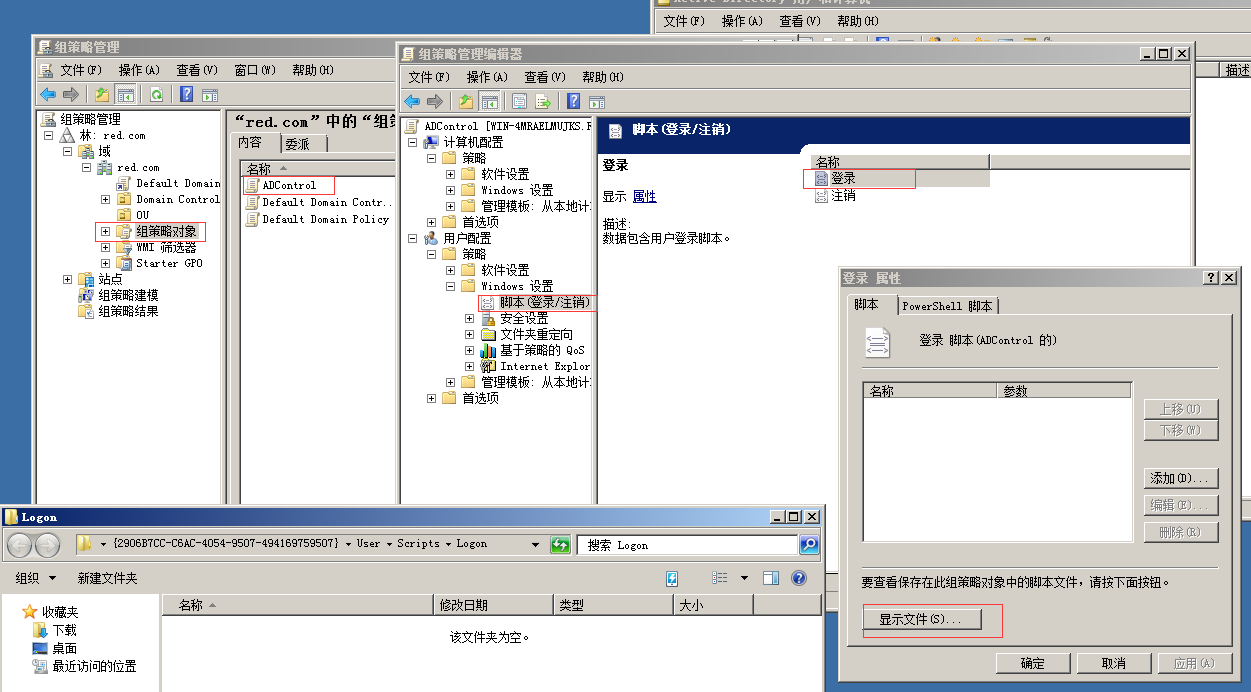 文件(F) 操作(A) 查看(V) 帮助(H)
描述
组策略管理
文件(F) 操作(A) 查看(V) 窗口(W) 帮助(H)
组策略管理
林: red.com
域
red.com
Default Domain
Domain Control
OU
组策略对象
WMI 筛选器
Starter GPO
站点
组策略建模
组策略结果
“red.com”中的“组
内容 委派
名称
ADControl
Default Domain Contr...
Default Domain Policy
组策略管理编辑器
文件(F) 操作(A) 查看(V) 帮助(H)
ADControl [WIN-4MRAELMUJKS.R
计算机配置
策略
软件设置
Windows 设置
管理模板: 从本地计
首选项
用户配置
策略
软件设置
Windows 设置
脚本(登录/注销)
安全设置
文件夹重定向
基于策略的 QoS
Internet Explor
管理模板: 从本地计
首选项
脚本(登录/注销)
登录
显示 属性
描述:
数据包含用户登录脚本。
名称
登录
注销
登录 属性
脚本 PowerShell 脚本
登录 脚本(ADControl 的)
名称 参数
上移(U)
下移(W)
添加(D)...
编辑(E)...
删除(R)
要查看保存在此组策略对象中的脚本文件，请按下面按钮。
显示文件(S)...
确定 取消 应用(A)
Logon
{2906B7CC-C6AC-4054-9507-494169759507} User Scripts Logon
搜索 Logon
组织 新建文件夹
收藏夹
下载
桌面
最近访问的位置
名称 修改日期 类型 大小
该文件夹为空。